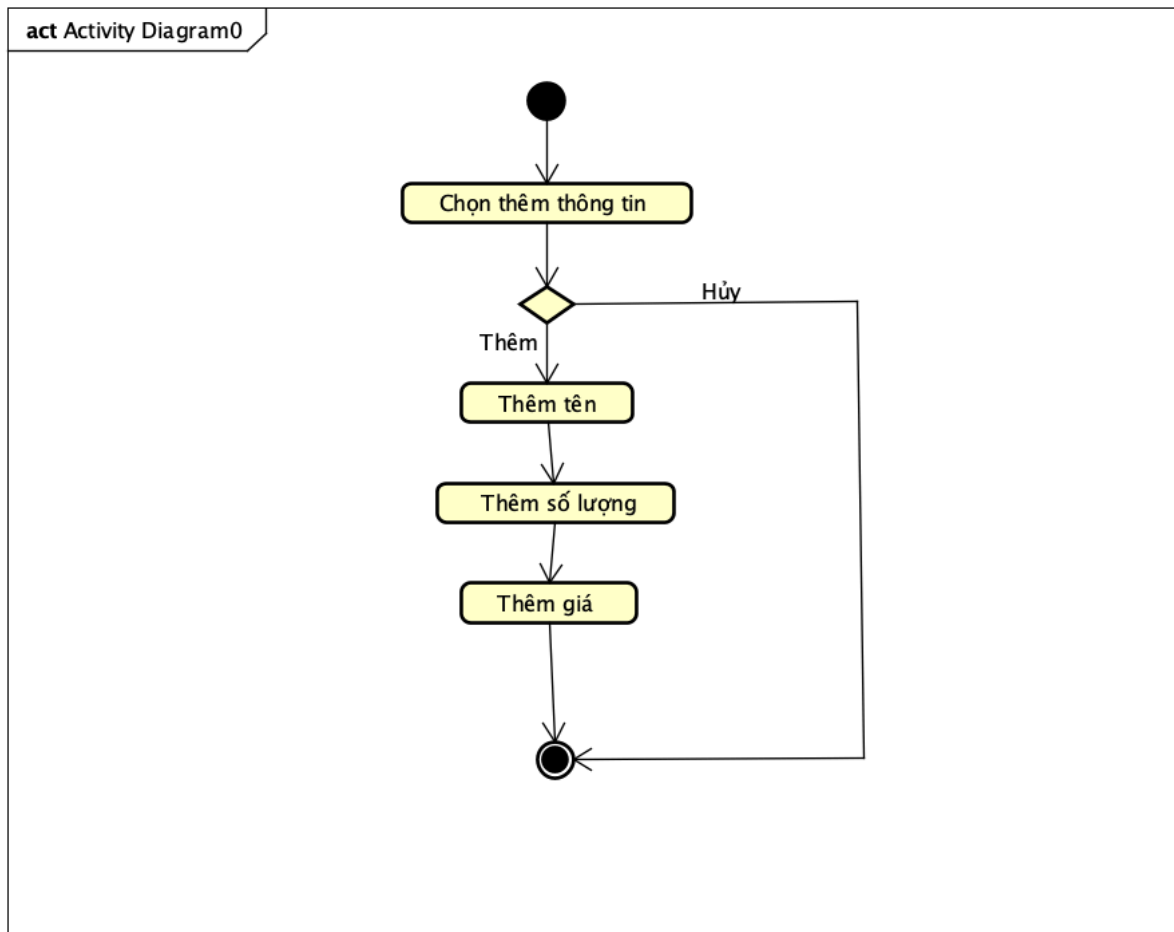 act Activity Diagram0
Chọn thêm thông tin
Hủy
Thêm
Thêm tên
Thêm số lượng
Thêm giá